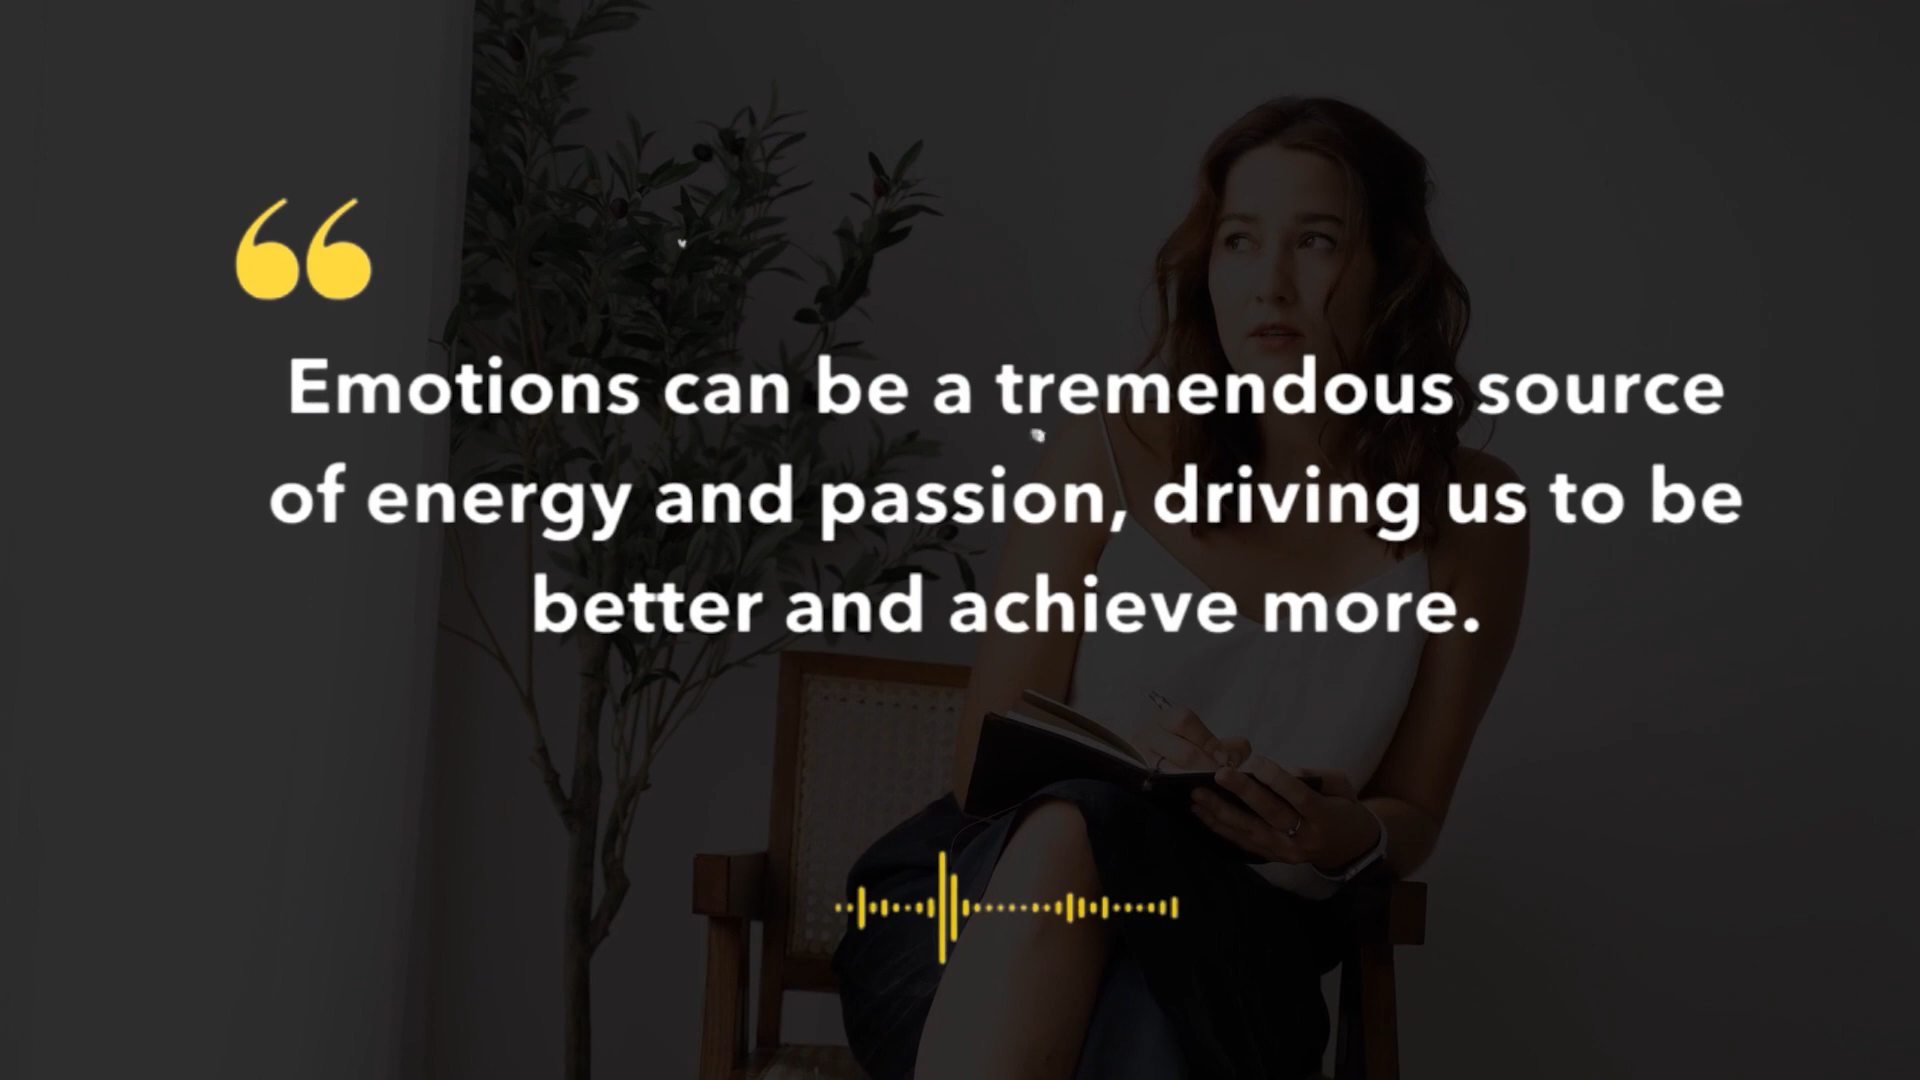 “
Emotions can be a tremendous source
of energy and passion, driving us to be
better and achieve more.